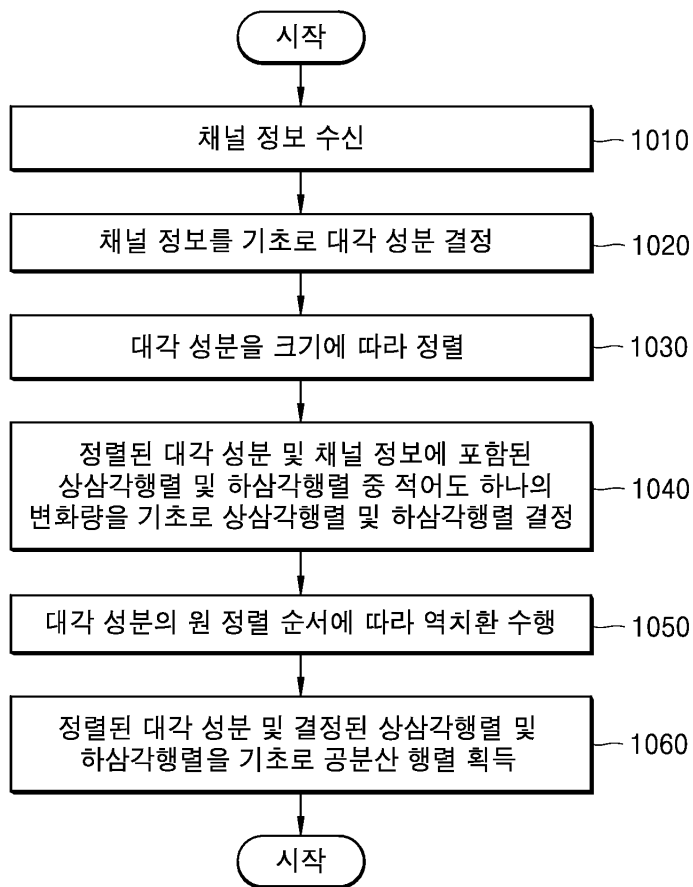 시작
채널 정보 수신
1010
채널 정보를 기초로 대각 성분 결정
1020
대각 성분을 크기에 따라 정렬
1030
정렬된 대각 성분 및 채널 정보에 포함된
상삼각행렬 및 하삼각행렬 중 적어도 하나의
변화량을 기초로 상삼각행렬 및 하삼각행렬 결정
1040
대각 성분의 원 정렬 순서에 따라 역치환 수행
1050
정렬된 대각 성분 및 결정된 상삼각행렬 및
하삼각행렬을 기초로 공분산 행렬 획득
1060
시작